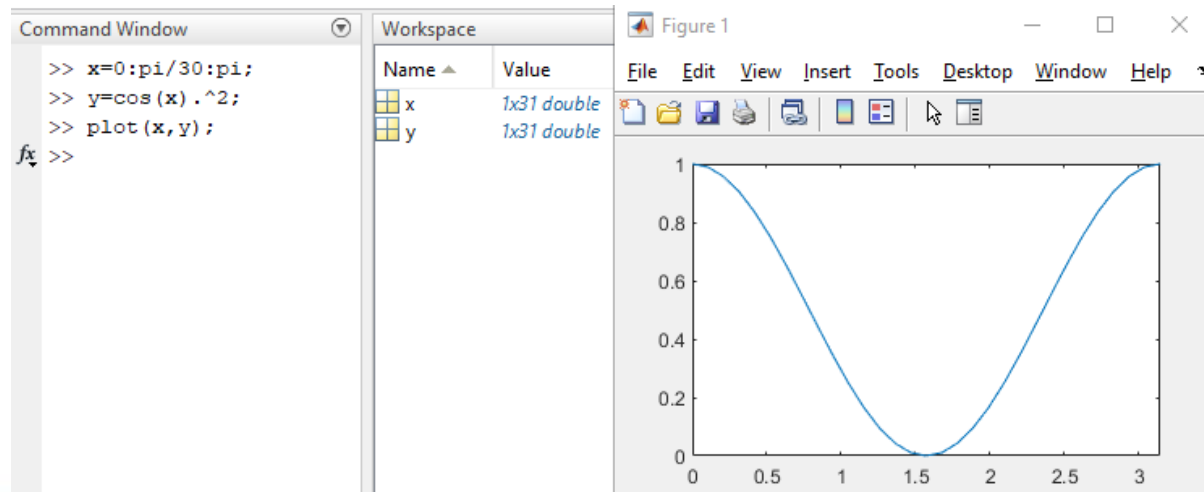 Command Window
>> x=0:pi/30:pi;
>> y=cos(x).^2;
>> plot(x,y);
fx >>
Workspace
Name Value
x 1x31 double
y 1x31 double
Figure 1
File Edit View Insert Tools Desktop Window Help
1
0.8
0.6
0.4
0.2
0
0 0.5 1 1.5 2 2.5 3